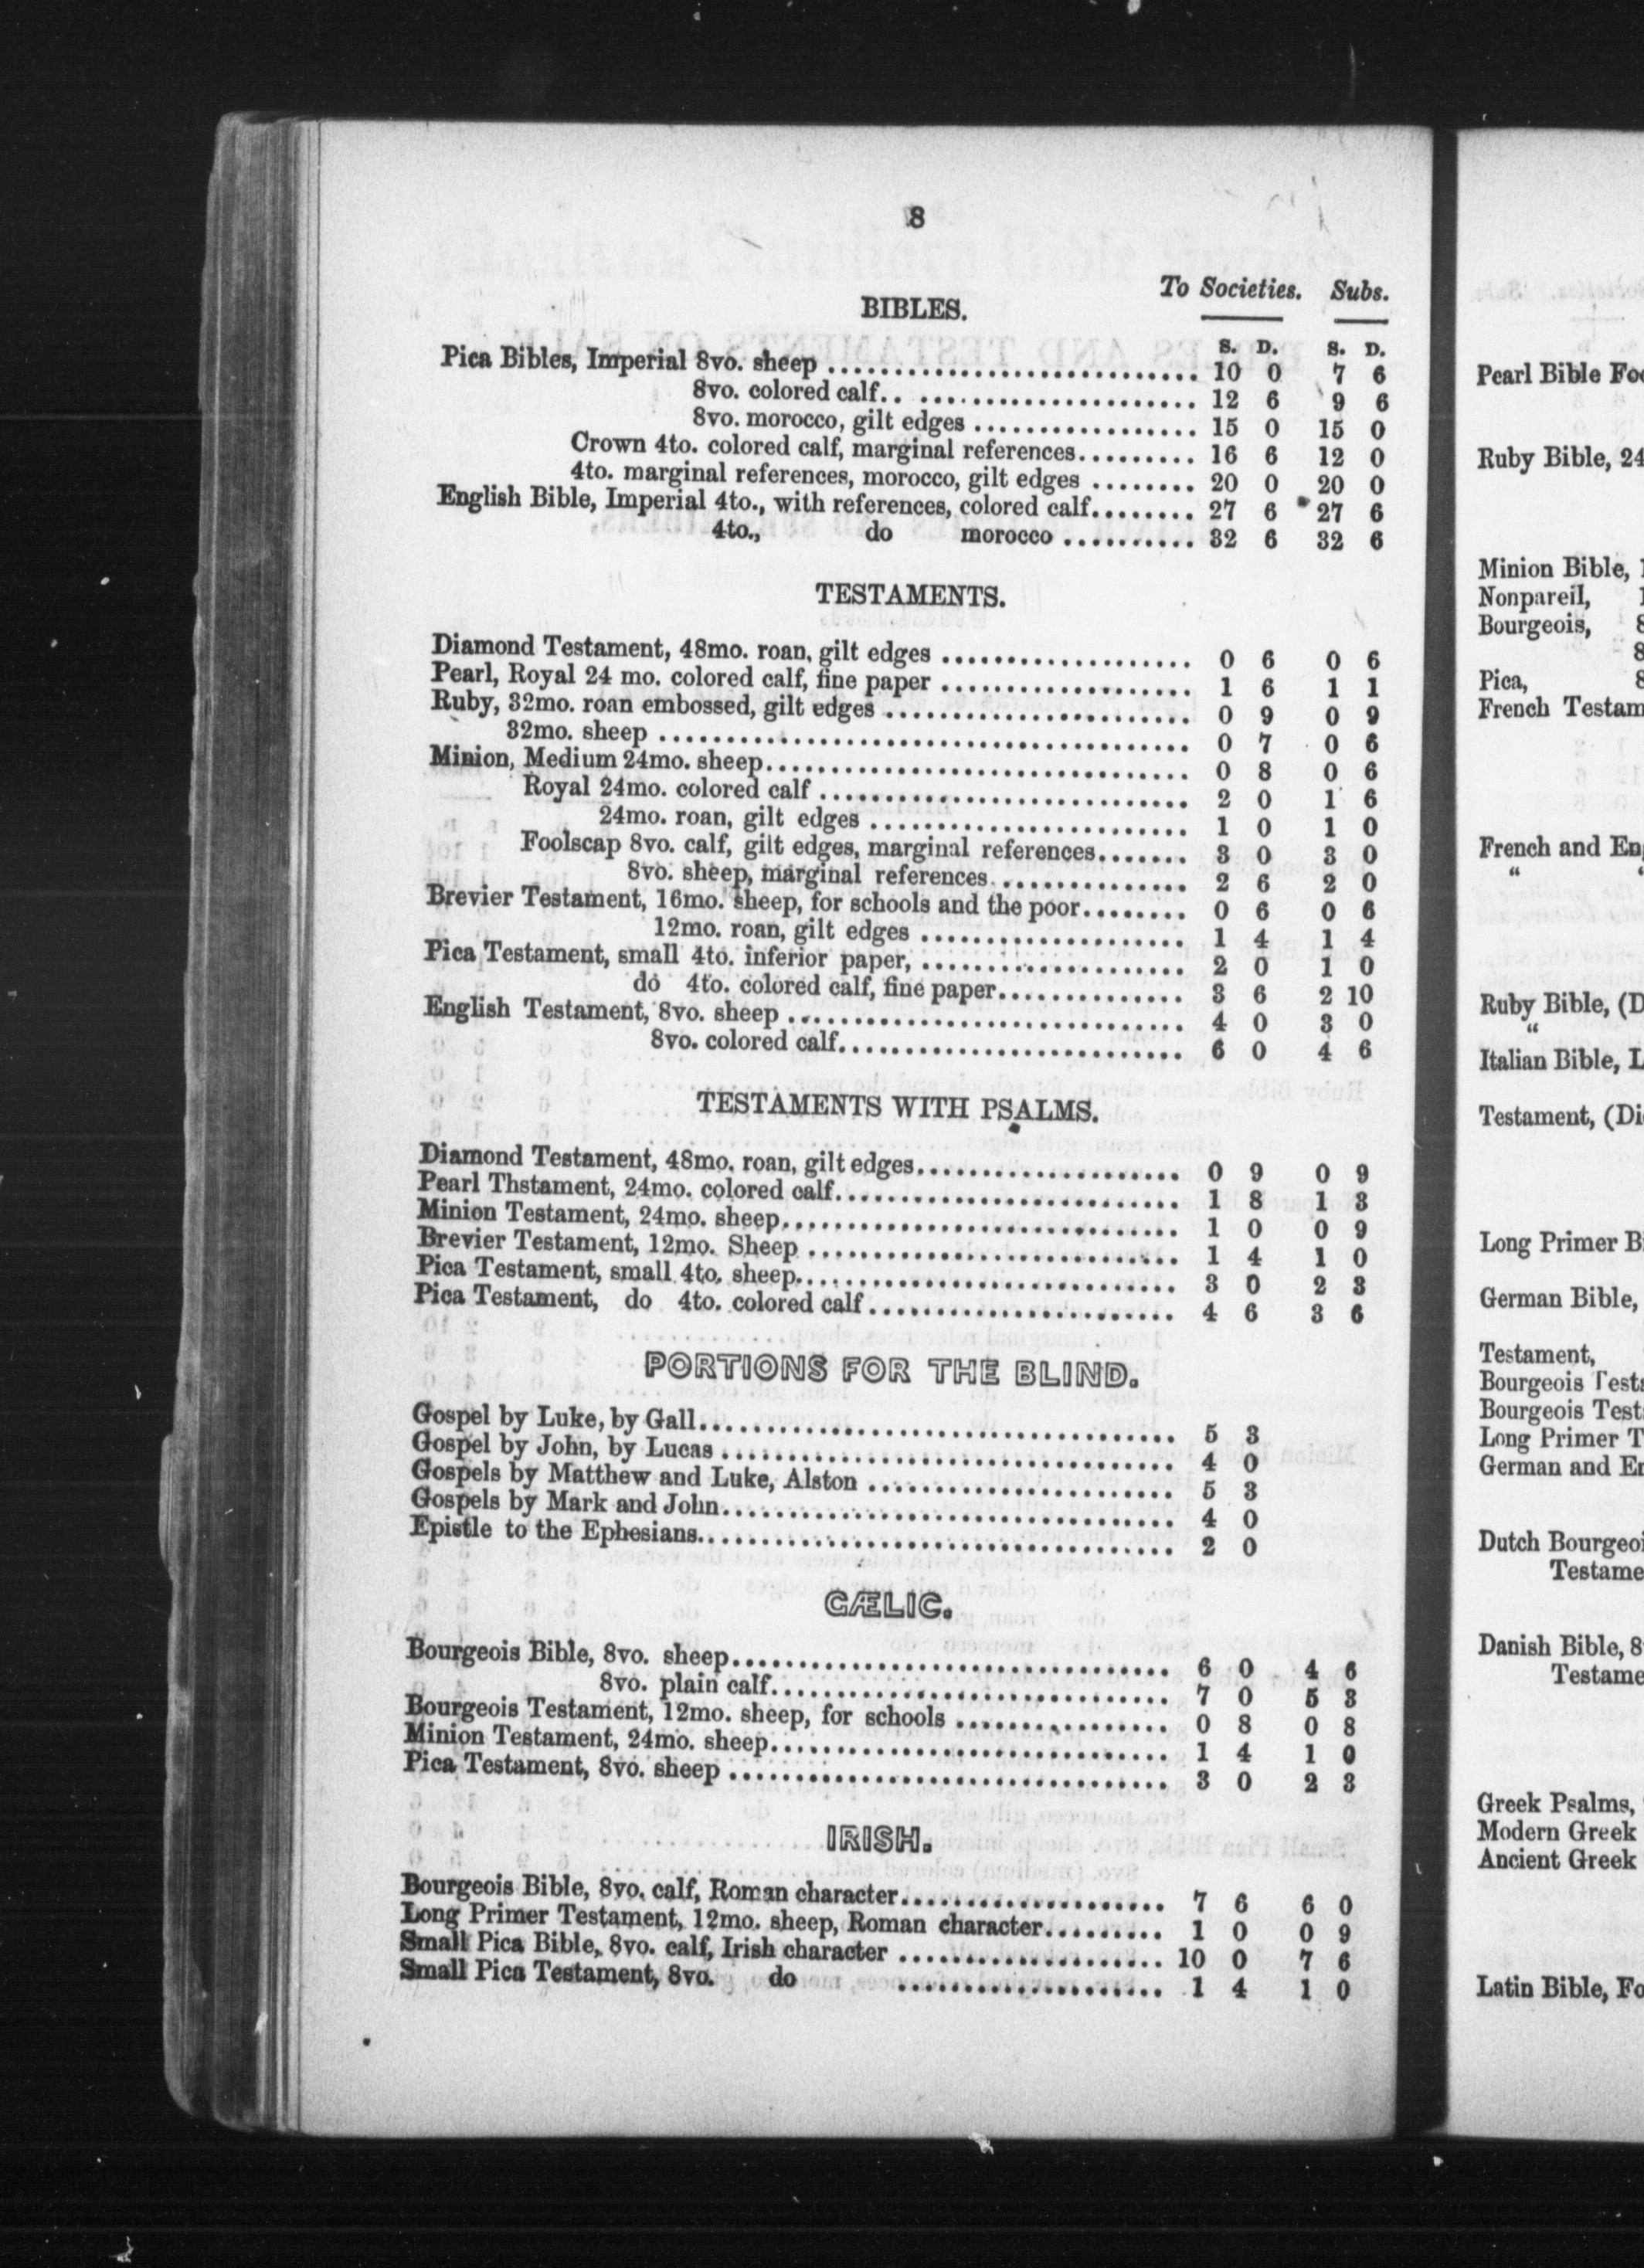 8
To Societies. Subs.
BIBLES.
S. D. S. D.
Pica Bibles, Imperial 8vo. sheep ............................ 10 0 7 6
8vo. colored calf.. ..................... 12 6 9 6
8vo. morocco, gilt edges ................. 15 0 15 0
Crown 4to. colored calf, marginal references......... 16 6 12 0
4to. marginal references, morocco, gilt edges ........ 20 0 20 0
English Bible, Imperial 4to., with references, colored calf........ 27 6 27 6
4to., do morocco .......... 32 6 32 6
TESTAMENTS.
Diamond Testament, 48mo. roan, gilt edges ................... 0 6 0 6
Pearl, Royal 24 mo. colored calf, fine paper ................... 1 6 1 1
Ruby, 32mo. roan embossed, gilt edges ....................... 0 9 0 9
32mo. sheep ........................................ 0 7 0 6
Minion, Medium 24mo. sheep................................ 0 8 0 6
Royal 24mo. colored calf ............................ 2 0 1 6
24mo. roan, gilt edges ........................ 1 0 1 0
Foolscap 8vo. calf, gilt edges, marginal references....... 3 0 3 0
8vo. sheep, marginal references. .............. 2 6 2 0
Brevier Testament, 16mo. sheep, for schools and the poor........ 0 6 0 6
12mo. roan, gilt edges .................... 1 4 1 4
Pica Testament, small 4to. inferior paper, .................... 2 0 1 0
do 4to. colored calf, fine paper.............. 3 6 2 10
English Testament, 8vo. sheep .............................. 4 0 3 0
8vo. colored calf.......................... 6 0 4 6
TESTAMENTS WITH PSALMS.
Diamond Testament, 48mo. roan, gilt edges.................... 0 9 0 9
Pearl Thstament, 24mo. colored calf.......................... 1 8 1 3
Minion Testament, 24mo. sheep.............................. 1 0 0 9
Brevier Testament, 12mo. Sheep ............................ 1 4 1 0
Pica Testament, small 4to. sheep............................. 3 0 2 3
Pica Testament, do 4to. colored calf ....................... 4 6 3 6
PORTIONS FOR THE BLIND.
Gospel by Luke, by Gall.................................... 5 3
Gospel by John, by Lucas .................................. 4 0
Gospels by Matthew and Luke, Alston ....................... 5 3
Gospels by Mark and John.................................. 4 0
Epistle to the Ephesians.................................... 2 0
GÆLIC.
Bourgeois Bible, 8vo. sheep................................. 6 0 4 6
8vo. plain calf.............................. 7 0 5 3
Bourgeois Testament, 12mo. sheep, for schools ................ 0 8 0 8
Minion Testament, 24mo. sheep.............................. 1 4 1 0
Pica Testament, 8vo. sheep ................................. 3 0 2 3
IRISH.
Bourgeois Bible, 8vo. calf, Roman character.................... 7 6 6 0
Long Primer Testament, 12mo. sheep, Roman character......... 1 0 0 9
Small Pica Bible, 8vo. calf, Irish character .................... 10 0 7 6
Small Pica Testament, 8vo. do .................... 1 4 1 0
Pearl Bible
Ruby Bible, 24
Minion Bible,
Nonpareil,
Bourgeois, 8
8
Pica, 8
French
French and
“
Ruby Bible,
“
Italian Bible,
Testament,
Long Primer
German Bible,
Testament,
Bourgeois
Bourgeois
Long Primer
German and
Dutch
Danish Bible,
Greek Psalms,
Modern Greek
Ancient Greek
Latin Bible,